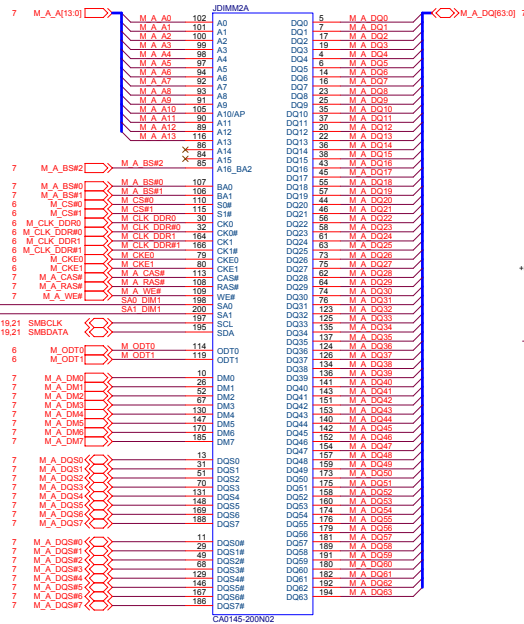 JDIMM2A
7 M_A_A[13:0]
M_A_A0 102 A0
M_A_A1 101 A1
M_A_A2 100 A2
M_A_A3 99 A3
M_A_A4 98 A4
M_A_A5 97 A5
M_A_A6 94 A6
M_A_A7 92 A7
M_A_A8 93 A8
M_A_A9 91 A9
M_A_A10 105 A10/AP
M_A_A11 90 A11
M_A_A12 89 A12
M_A_A13 116 A13
86 A14
84 A15
7 M_A_BS#2 M_A_BS#2 85 A16_BA2
7 M_A_BS#0 M_A_BS#0 107 BA0
7 M_A_BS#1 M_A_BS#1 106 BA1
6 M_CS#0 M_CS#0 110 S0#
6 M_CS#1 M_CS#1 115 S1#
6 M_CLK_DDR0 M_CLK_DDR0 30 CK0
6 M_CLK_DDR#0 M_CLK_DDR#0 32 CK0#
6 M_CLK_DDR1 M_CLK_DDR1 164 CK1
6 M_CLK_DDR#1 M_CLK_DDR#1 166 CK1#
6 M_CKE0 M_CKE0 79 CKE0
6 M_CKE1 M_CKE1 80 CKE1
7 M_A_CAS# M_A_CAS# 113 CAS#
7 M_A_RAS# M_A_RAS# 108 RAS#
7 M_A_WE# M_A_WE# 109 WE#
SA0_DIM1 198 SA0
SA1_DIM1 200 SA1
19,21 SMBCLK 197 SCL
19,21 SMBDATA 195 SDA
6 M_ODT0 M_ODT0 114 ODT0
6 M_ODT1 M_ODT1 119 ODT1
7 M_A_DM0 10 DM0
7 M_A_DM1 26 DM1
7 M_A_DM2 52 DM2
7 M_A_DM3 67 DM3
7 M_A_DM4 130 DM4
7 M_A_DM5 147 DM5
7 M_A_DM6 170 DM6
7 M_A_DM7 185 DM7
7 M_A_DQS0 13 DQS0
7 M_A_DQS1 31 DQS1
7 M_A_DQS2 51 DQS2
7 M_A_DQS3 70 DQS3
7 M_A_DQS4 131 DQS4
7 M_A_DQS5 148 DQS5
7 M_A_DQS6 169 DQS6
7 M_A_DQS7 188 DQS7
7 M_A_DQS#0 11 DQS0#
7 M_A_DQS#1 29 DQS1#
7 M_A_DQS#2 49 DQS2#
7 M_A_DQS#3 68 DQS3#
7 M_A_DQS#4 129 DQS4#
7 M_A_DQS#5 146 DQS5#
7 M_A_DQS#6 167 DQS6#
7 M_A_DQS#7 186 DQS7#
M_A_DQ[63:0] 7
DQ0 5 M_A_DQ0
DQ1 7 M_A_DQ1
DQ2 17 M_A_DQ2
DQ3 19 M_A_DQ3
DQ4 4 M_A_DQ4
DQ5 6 M_A_DQ5
DQ6 14 M_A_DQ6
DQ7 16 M_A_DQ7
DQ8 23 M_A_DQ8
DQ9 25 M_A_DQ9
DQ10 35 M_A_DQ10
DQ11 37 M_A_DQ11
DQ12 20 M_A_DQ12
DQ13 22 M_A_DQ13
DQ14 36 M_A_DQ14
DQ15 38 M_A_DQ15
DQ16 43 M_A_DQ16
DQ17 45 M_A_DQ17
DQ18 55 M_A_DQ18
DQ19 57 M_A_DQ19
DQ20 44 M_A_DQ20
DQ21 46 M_A_DQ21
DQ22 56 M_A_DQ22
DQ23 58 M_A_DQ23
DQ24 61 M_A_DQ24
DQ25 63 M_A_DQ25
DQ26 73 M_A_DQ26
DQ27 75 M_A_DQ27
DQ28 62 M_A_DQ28
DQ29 64 M_A_DQ29
DQ30 74 M_A_DQ30
DQ31 76 M_A_DQ31
DQ32 123 M_A_DQ32
DQ33 125 M_A_DQ33
DQ34 135 M_A_DQ34
DQ35 137 M_A_DQ35
DQ36 124 M_A_DQ36
DQ37 126 M_A_DQ37
DQ38 134 M_A_DQ38
DQ39 136 M_A_DQ39
DQ40 141 M_A_DQ40
DQ41 143 M_A_DQ41
DQ42 151 M_A_DQ42
DQ43 153 M_A_DQ43
DQ44 140 M_A_DQ44
DQ45 142 M_A_DQ45
DQ46 152 M_A_DQ46
DQ47 154 M_A_DQ47
DQ48 157 M_A_DQ48
DQ49 159 M_A_DQ49
DQ50 173 M_A_DQ50
DQ51 175 M_A_DQ51
DQ52 158 M_A_DQ52
DQ53 160 M_A_DQ53
DQ54 174 M_A_DQ54
DQ55 176 M_A_DQ55
DQ56 179 M_A_DQ56
DQ57 181 M_A_DQ57
DQ58 189 M_A_DQ58
DQ59 191 M_A_DQ59
DQ60 180 M_A_DQ60
DQ61 182 M_A_DQ61
DQ62 192 M_A_DQ62
DQ63 194 M_A_DQ63
CA0145-200N02